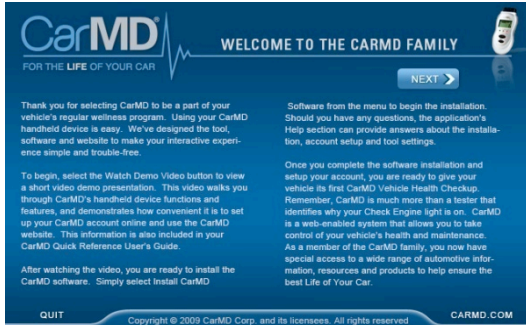 CarMD®
FOR THE LIFE OF YOUR CAR
WELCOME TO THE CARMD FAMILY
NEXT
Thank you for selecting CarMD to be a part of your
vehicle's regular wellness program. Using your CarMD
handheld device is easy. We've designed the tool,
software and website to make your interactive experi-
ence simple and trouble-free.
To begin, select the Watch Demo Video button to view
a short video demo presentation. This video walks you
through CarMD's handheld device functions and
features, and demonstrates how convenient it is to set
up your CarMD account online and use the CarMD
website. This information is also included in your
CarMD Quick Reference User's Guide.
After watching the video, you are ready to install the
CarMD software. Simply select Install CarMD
Software from the menu to begin the installation.
Should you have any questions, the application's
Help section can provide answers about the installa-
tion, account setup and tool settings.
Once you complete the software installation and
setup your account, you are ready to give your
vehicle its first CarMD Vehicle Health Checkup.
Remember, CarMD is much more than a tester that
identifies why your Check Engine light is on. CarMD
is a web-enabled system that allows you to take
control of your vehicle's health and maintenance.
As a member of the CarMD family, you now have
special access to a wide range of automotive infor-
mation, resources and products to help ensure the
best Life of Your Car.
QUIT
Copyright © 2009 CarMD Corp. and its licensees. All rights reserved
CARMD.COM